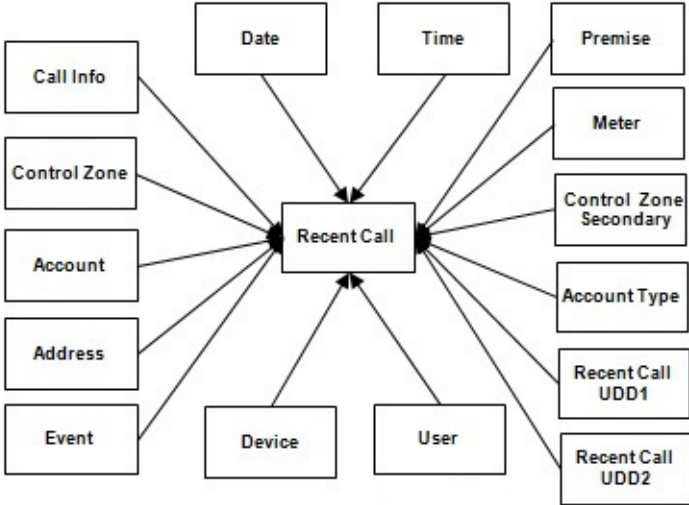 Date
Time
Premise
Call Info
Meter
Control Zone
Control Zone
Secondary
Recent Call
Account
Account Type
Address
Recent Call
UDD1
Event
Device
User
Recent Call
UDD2